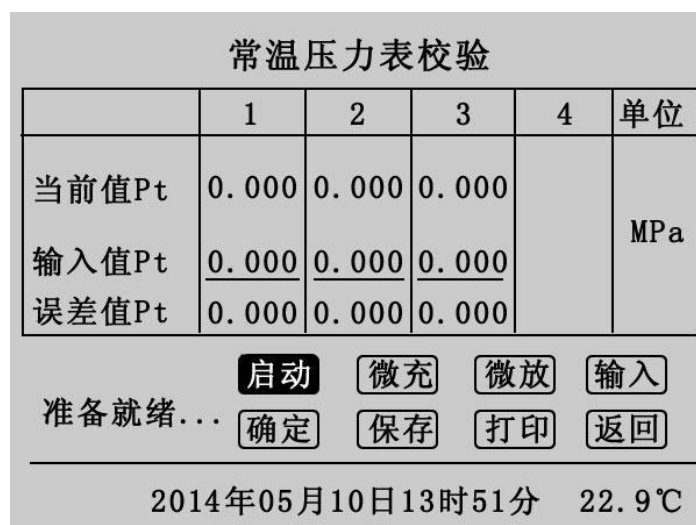 常温压力表校验
1 2 3 4 单位
当前值Pt 0.000 0.000 0.000
MPa
输入值Pt 0.000 0.000 0.000
误差值Pt 0.000 0.000 0.000
启动 微充 微放 输入
准备就绪...
确定 保存 打印 返回
2014年05月10日13时51分 22.9℃